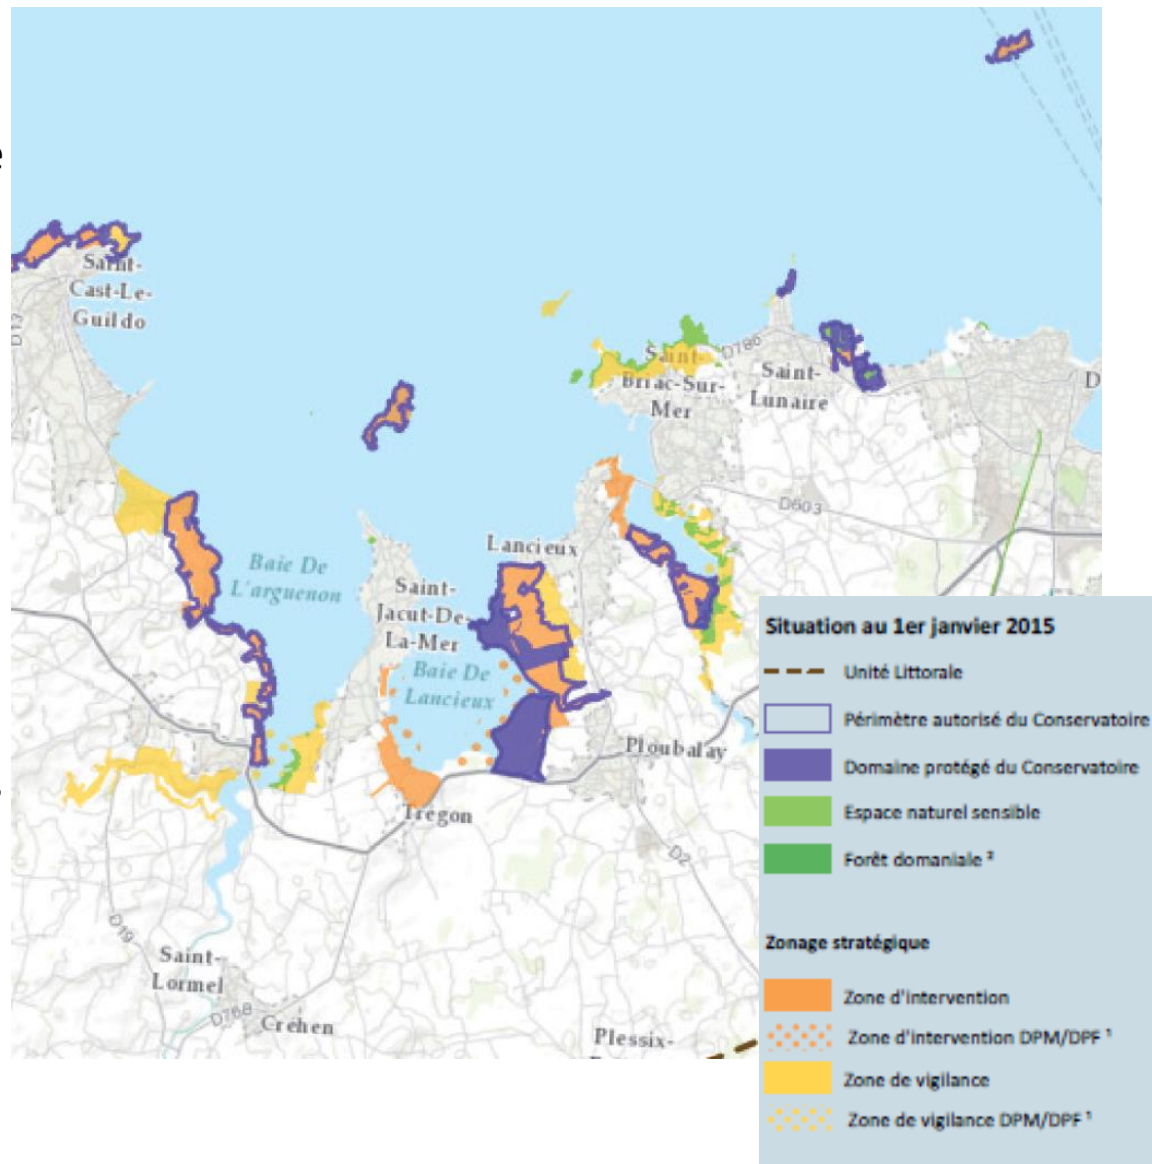 e
Saint-
Cast-Le-
Guildo
D13
Saint-
Briac-Sur-
Mer
D786
Saint-
Lunaire
D
D603
Baie De
L'arguenon
Lancieux
Saint-
Jacut-De-
La-Mer
Baie De
Lancieux
Ploubalay
Trégon
D2
D19
Saint-
Lormel
D768
Créhen
Plessix-
Situation au 1er janvier 2015
Unité Littorale
Périmètre autorisé du Conservatoire
Domaine protégé du Conservatoire
Espace naturel sensible
Forêt domaniale ²
Zonage stratégique
Zone d'intervention
Zone d'intervention DPM/DPF ¹
Zone de vigilance
Zone de vigilance DPM/DPF ¹